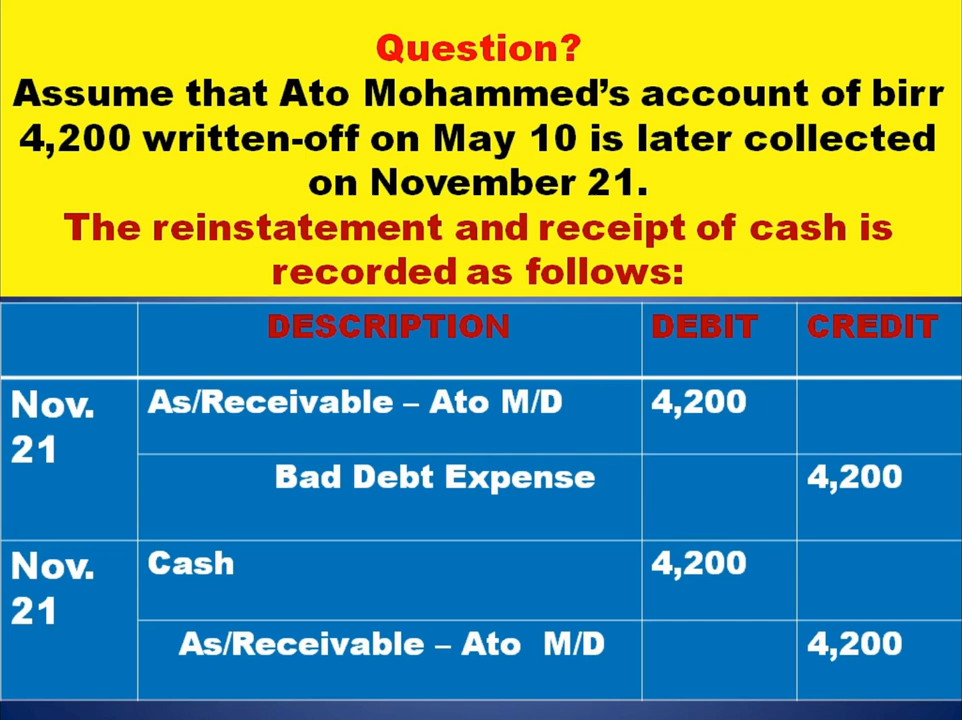 Question?
Assume that Ato Mohammed’s account of birr
4,200 written-off on May 10 is later collected
on November 21.
The reinstatement and receipt of cash is
recorded as follows:
DESCRIPTION DEBIT CREDIT
Nov. 21 As/Receivable – Ato M/D 4,200
Bad Debt Expense 4,200
Nov. 21 Cash 4,200
As/Receivable – Ato M/D 4,200